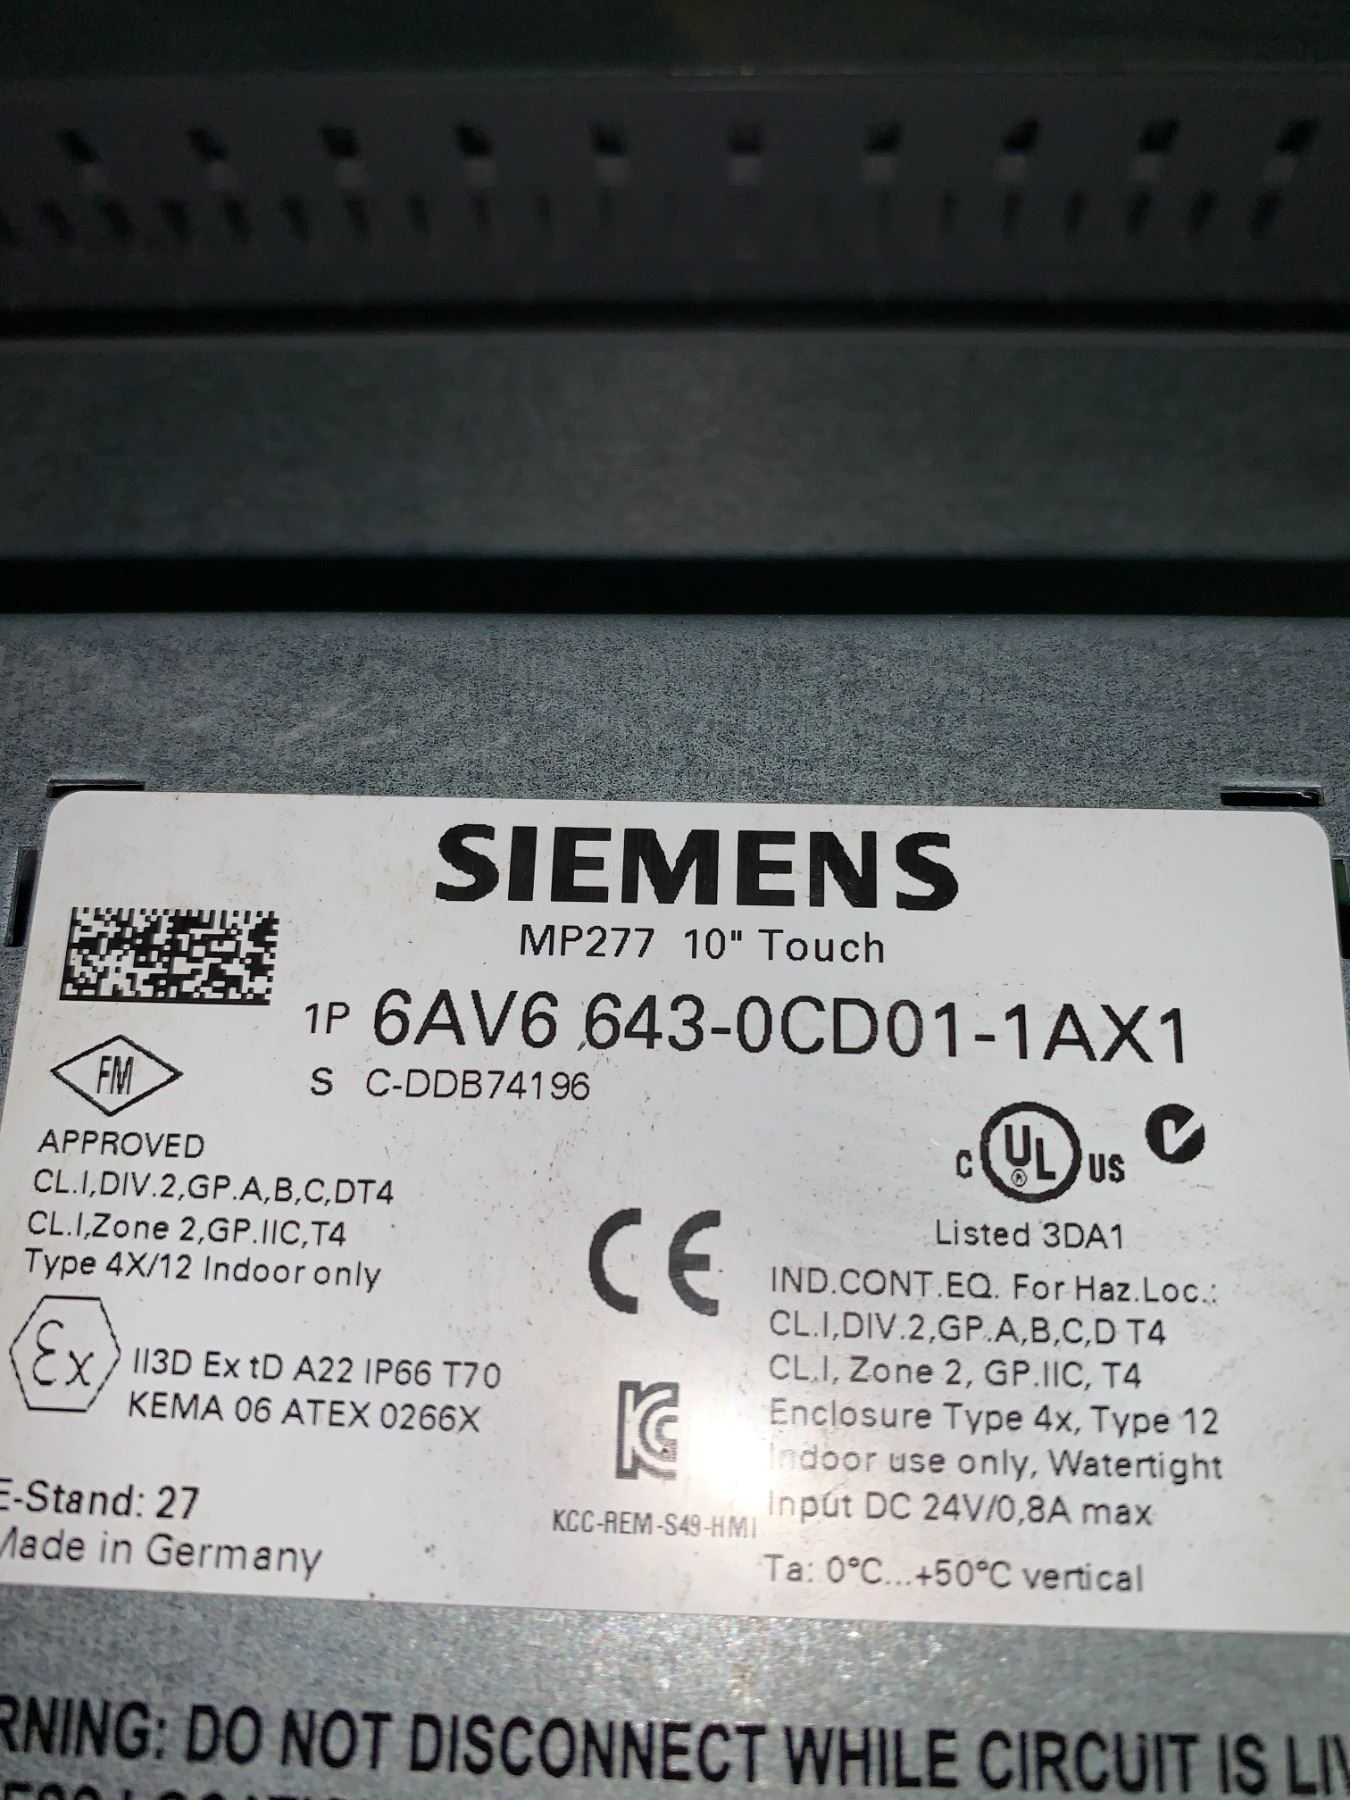 SIEMENS
MP277 10" Touch
1P 6AV6 643-0CD01-1AX1
S C-DDB74196
FM
APPROVED
CL.I,DIV.2,GP.A,B,C,DT4
CL.I,Zone 2,GP.IIC,T4
Type 4X/12 Indoor only
Ex II3D Ex tD A22 IP66 T70
KEMA 06 ATEX 0266X
E-Stand: 27
Made in Germany
CE
KCC-REM-S49-HMI
C UL ® US
Listed 3DA1
IND.CONT.EQ. For Haz.Loc.:
CL.I,DIV.2,GP.A,B,C,D T4
CL.I, Zone 2, GP.IIC, T4
Enclosure Type 4x, Type 12
Indoor use only, Watertight
Input DC 24V/0,8A max
Ta: 0°C...+50°C vertical
RNING: DO NOT DISCONNECT WHILE CIRCUIT IS LIV